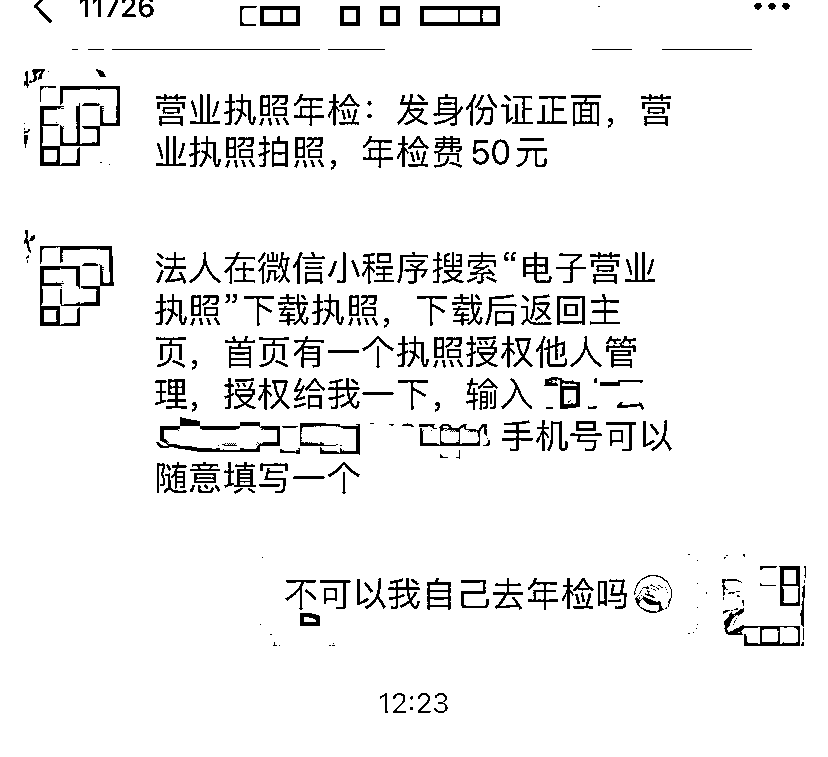 11726
营业执照年检：发身份证正面，营
业执照拍照，年检费50元
法人在微信小程序搜索“电子营业
执照”下载执照，下载后返回主
页，首页有一个执照授权他人管
理，授权给我一下，输入
手机号可以
随意填写一个
不可以我自己去年检吗
12:23